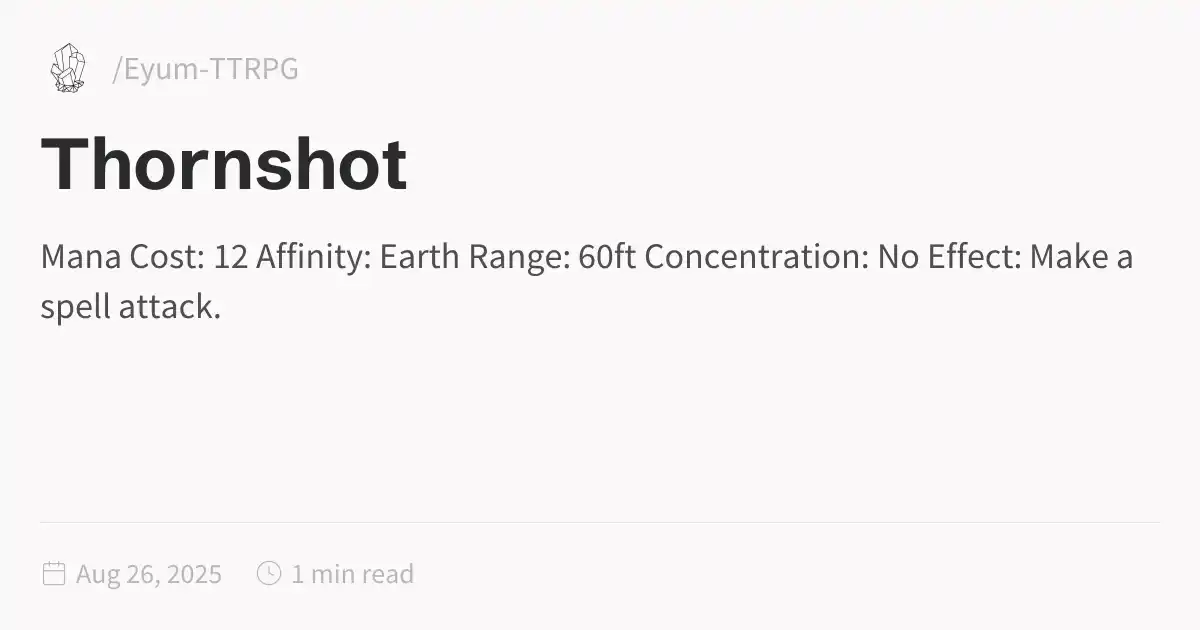 /Eyum-TTRPG
Thornshot
Mana Cost: 12 Affinity: Earth Range: 60ft Concentration: No Effect: Make a
spell attack.
Aug 26, 2025 1 min read